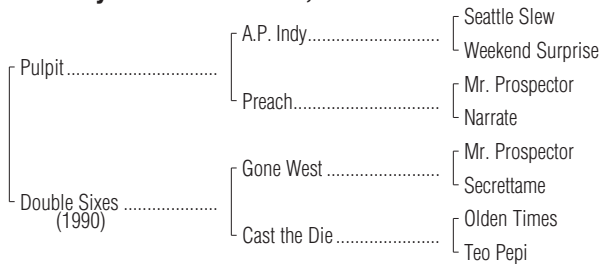 Seattle Slew
A.P. Indy
Weekend Surprise
Pulpit
Mr. Prospector
Preach
Narrate
Mr. Prospector
Gone West
Secrettame
Double Sixes
(1990)
Olden Times
Cast the Die
Teo Pepi